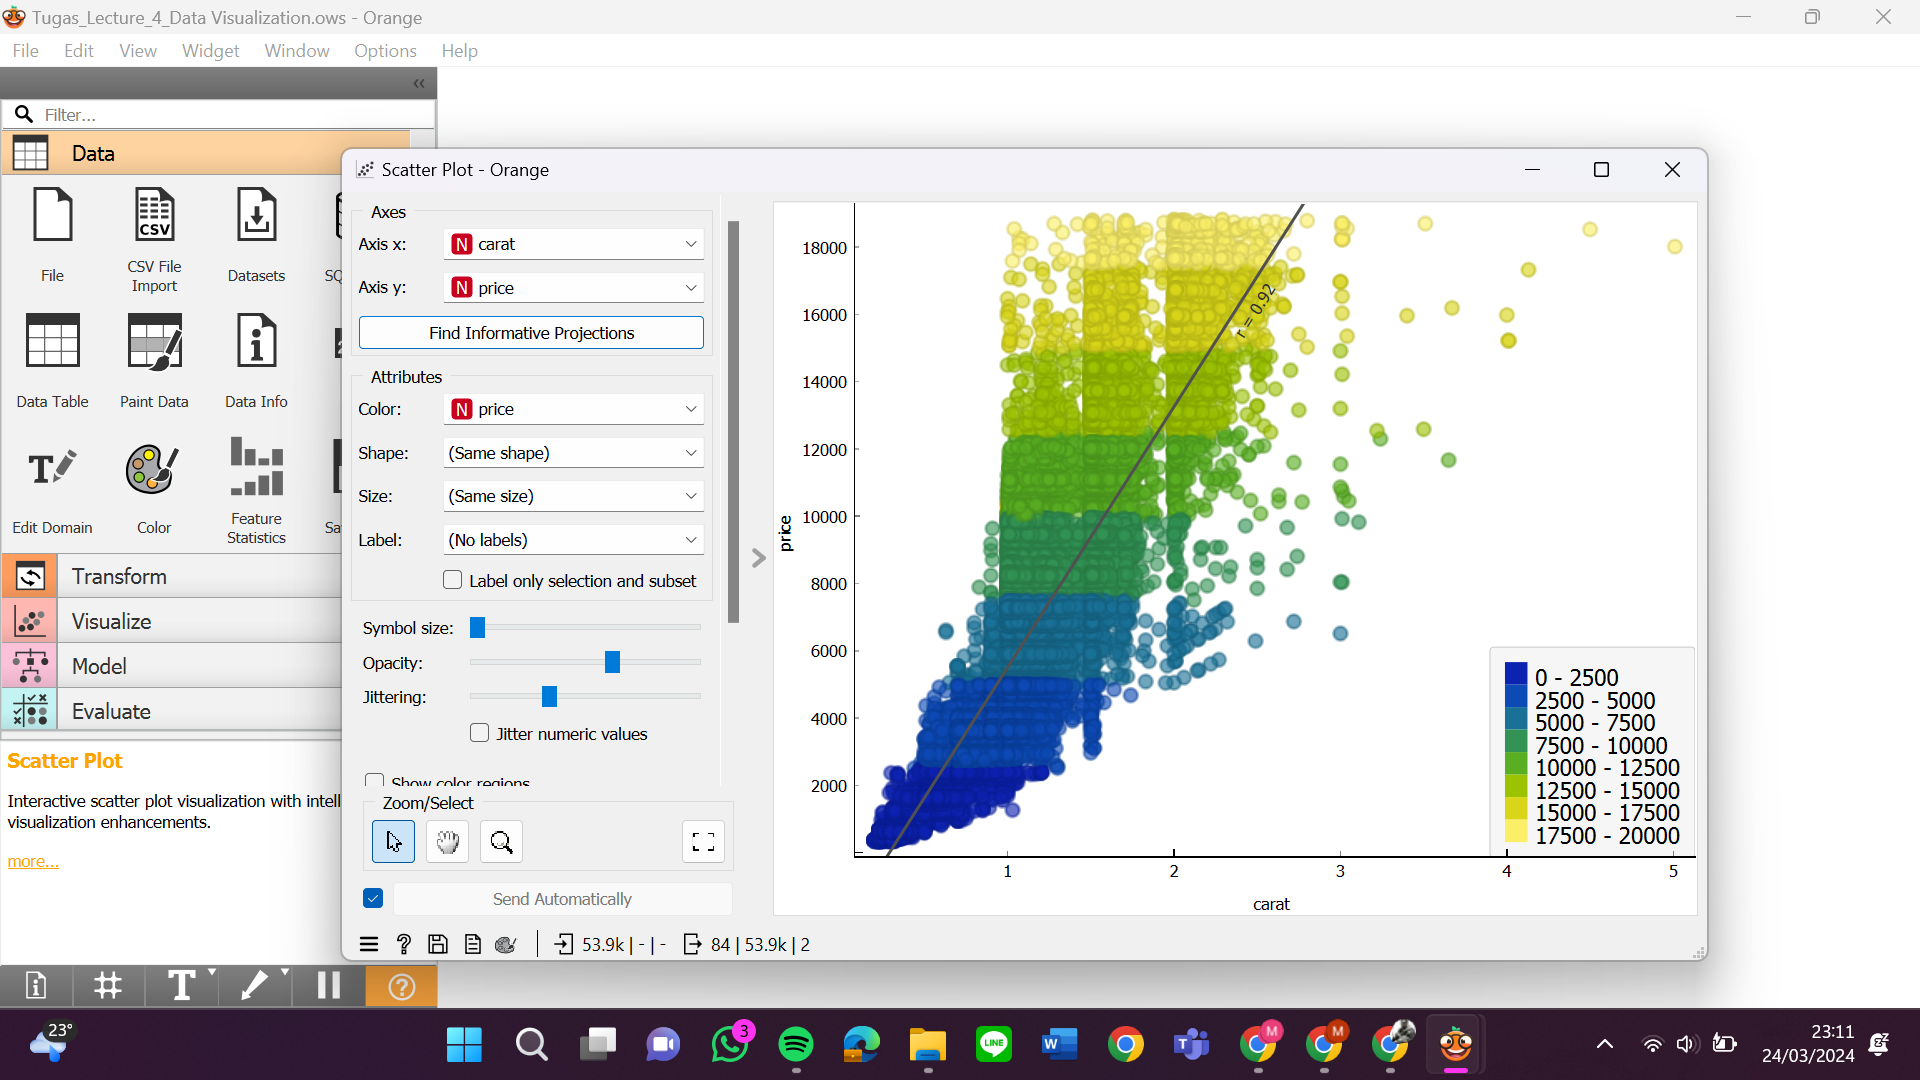 Tugas_Lecture_4_Data Visualization.ows - Orange
File Edit View Widget Window Options Help
Filter...
Data
File
CSV File
Import
Datasets
SQ
Data Table
Paint Data
Data Info
Edit Domain
Color
Feature
Statistics
Sa
Transform
Visualize
Model
Evaluate
Scatter Plot
Interactive scatter plot visualization with intell
visualization enhancements.
more...
Scatter Plot - Orange
Axes
Axis x: N carat
Axis y: N price
Find Informative Projections
Attributes
Color: N price
Shape: (Same shape)
Size: (Same size)
Label: (No labels)
Label only selection and subset
Symbol size:
Opacity:
Jittering:
Jitter numeric values
Show color regions
Zoom/Select
Send Automatically
53.9k | - | - 84 | 53.9k | 2
18000
16000
14000
12000
10000
8000
6000
4000
2000
price
r = 0.92
0 - 2500
2500 - 5000
5000 - 7500
7500 - 10000
10000 - 12500
12500 - 15000
15000 - 17500
17500 - 20000
1 2 3 4 5
carat
23°
3
LINE
W
T
M
M
23:11
24/03/2024